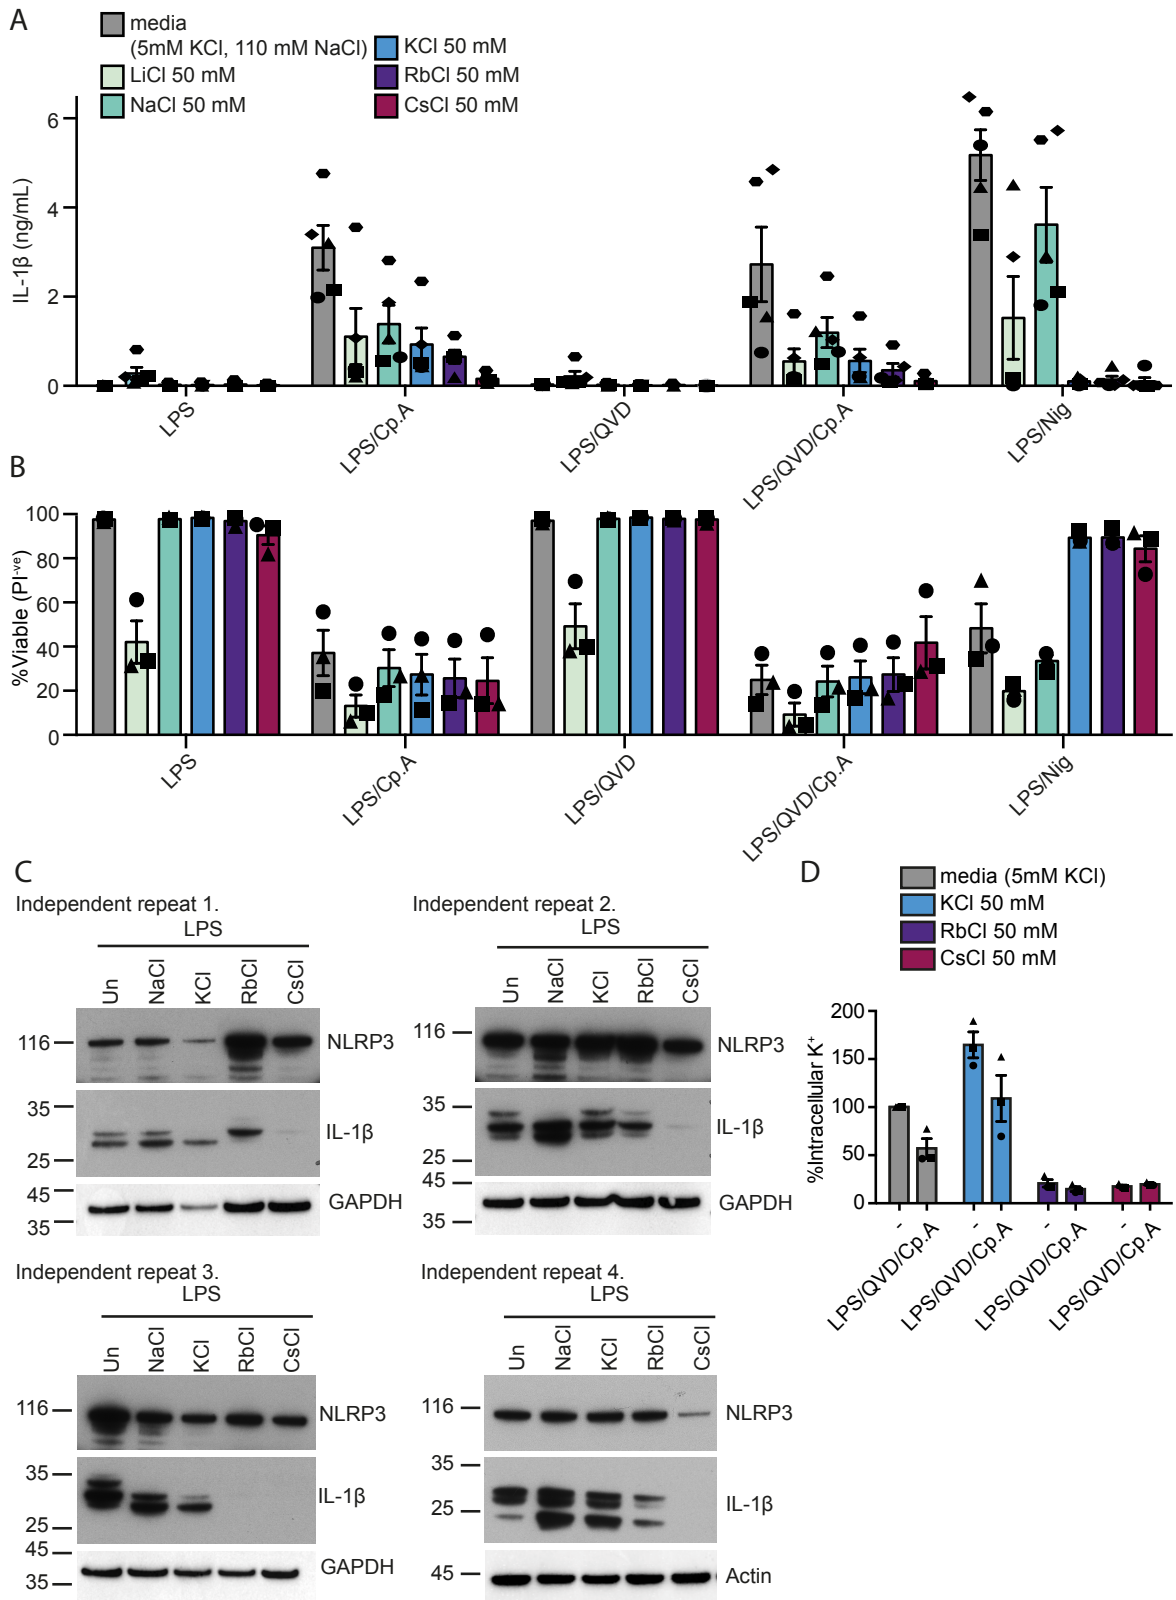 A
media
(5mM KCl, 110 mM NaCl)
LiCl 50 mM
NaCl 50 mM
KCl 50 mM
RbCl 50 mM
CsCl 50 mM
IL-1β (ng/mL)
6
4
2
0
LPS
LPS/Cp.A
LPS/QVD
LPS/QVD/Cp.A
LPS/Nig
B
%Viable (PI-ve)
100
80
60
40
20
0
LPS
LPS/Cp.A
LPS/QVD
LPS/QVD/Cp.A
LPS/Nig
C
Independent repeat 1.
LPS
Un NaCl KCl RbCl CsCl
116 NLRP3
35
IL-1β
25
45
GAPDH
35
Independent repeat 2.
LPS
Un NaCl KCl RbCl CsCl
116 NLRP3
35
IL-1β
25
45
GAPDH
35
Independent repeat 3.
LPS
Un NaCl KCl RbCl CsCl
116 NLRP3
35
IL-1β
25
45
GAPDH
35
Independent repeat 4.
LPS
Un NaCl KCl RbCl CsCl
116 NLRP3
35
IL-1β
25
45 Actin
D
media (5mM KCl)
KCl 50 mM
RbCl 50 mM
CsCl 50 mM
%Intracellular K+
200
150
100
50
0
-
LPS/QVD/Cp.A
-
LPS/QVD/Cp.A
-
LPS/QVD/Cp.A
-
LPS/QVD/Cp.A